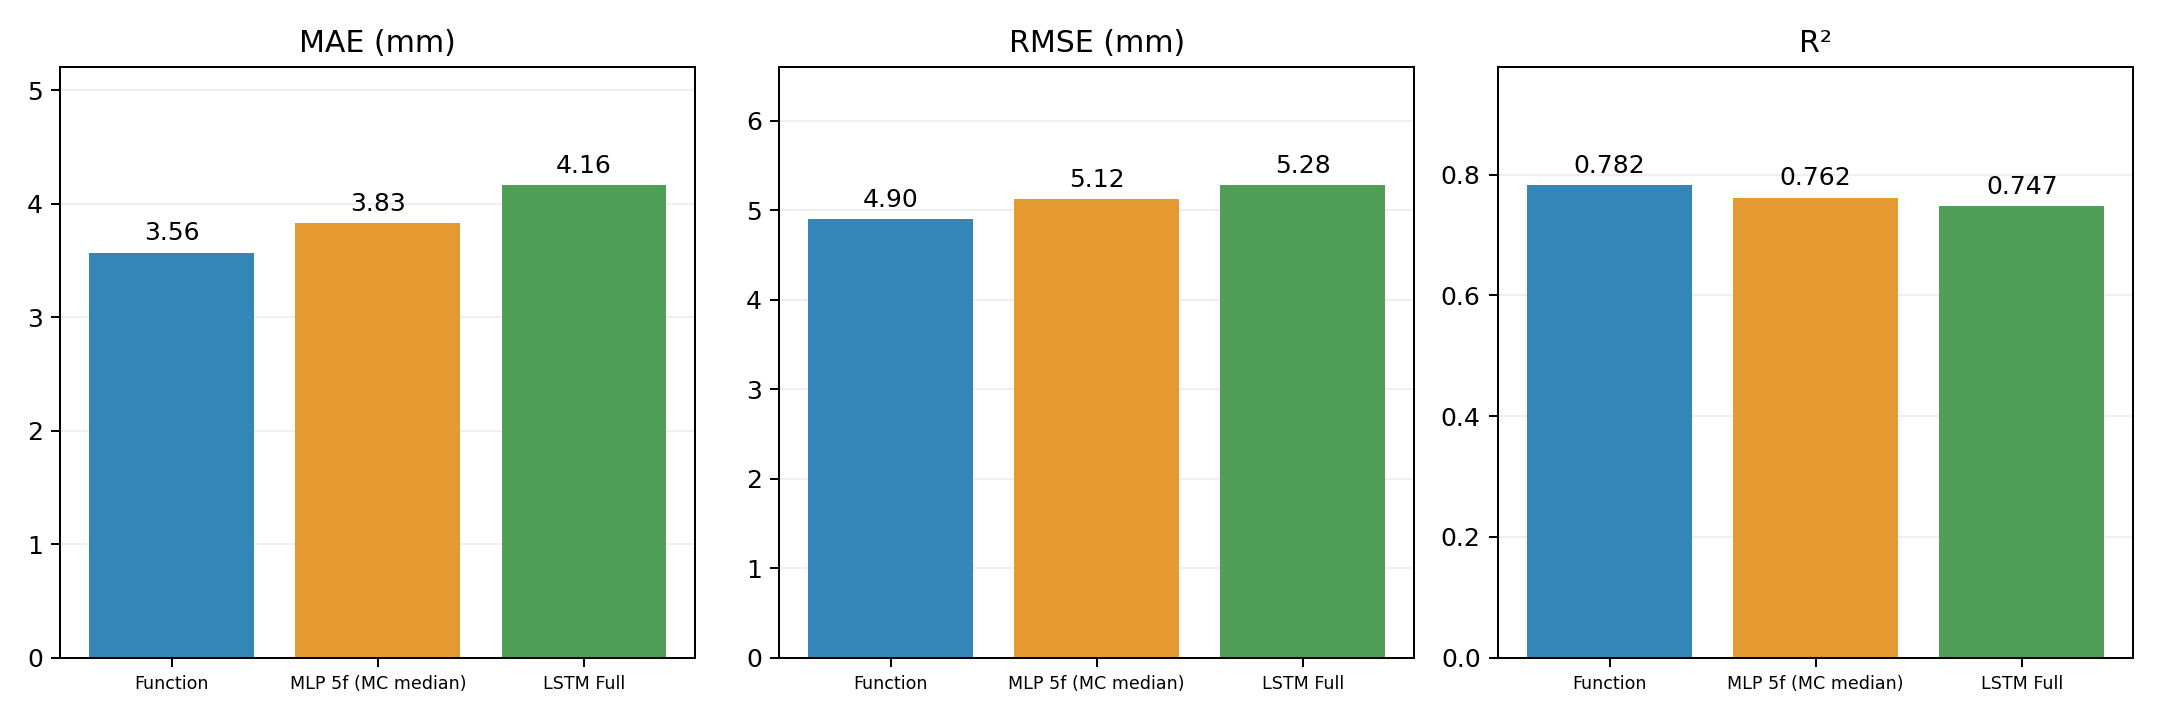 MAE (mm)
5
4
3
2
1
0
3.56
3.83
4.16
Function
MLP 5f (MC median)
LSTM Full
RMSE (mm)
6
5
4
3
2
1
0
4.90
5.12
5.28
Function
MLP 5f (MC median)
LSTM Full
R²
0.8
0.6
0.4
0.2
0.0
0.782
0.762
0.747
Function
MLP 5f (MC median)
LSTM Full